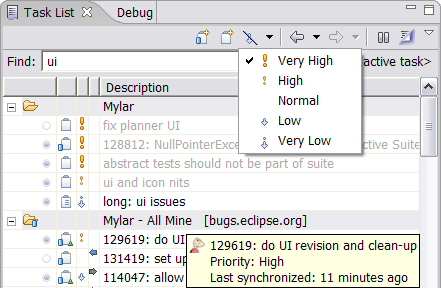 Task List Debug
Find: ui active task>
Very High
High
Normal
Low
Very Low
Description
Mylar
fix planner UI
128812: NullPointerExce ctive Suite
abstract tests should not be part of suite
ui and icon nits
long: ui issues
Mylar - All Mine [bugs.eclipse.org]
129619: do UI
131419: set up
114047: allow
129619: do UI revision and clean-up
Priority: High
Last synchronized: 11 minutes ago